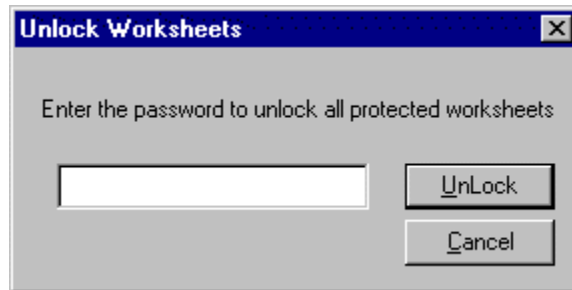 Unlock Worksheets
Enter the password to unlock all protected worksheets
UnLock
Cancel